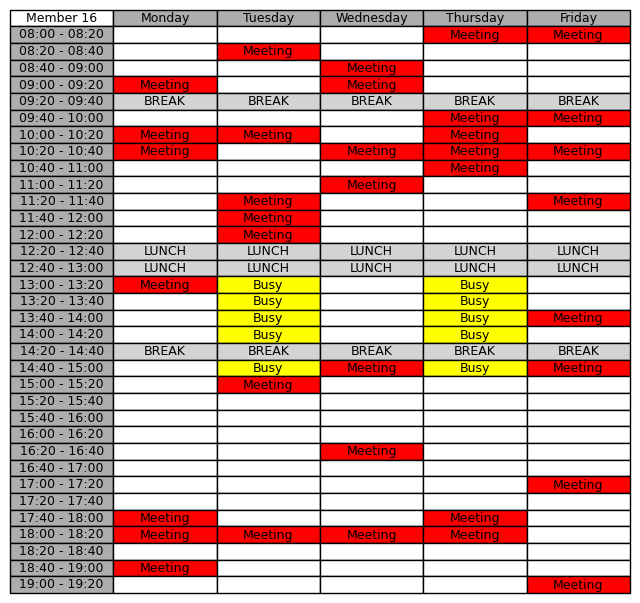 Member 16 Monday Tuesday Wednesday Thursday Friday
08:00 - 08:20 Meeting Meeting
08:20 - 08:40 Meeting
08:40 - 09:00 Meeting
09:00 - 09:20 Meeting Meeting
09:20 - 09:40 BREAK BREAK BREAK BREAK BREAK
09:40 - 10:00 Meeting Meeting
10:00 - 10:20 Meeting Meeting Meeting
10:20 - 10:40 Meeting Meeting Meeting Meeting
10:40 - 11:00 Meeting
11:00 - 11:20 Meeting
11:20 - 11:40 Meeting Meeting
11:40 - 12:00 Meeting
12:00 - 12:20 Meeting
12:20 - 12:40 LUNCH LUNCH LUNCH LUNCH LUNCH
12:40 - 13:00 LUNCH LUNCH LUNCH LUNCH LUNCH
13:00 - 13:20 Meeting Busy Busy
13:20 - 13:40 Busy Busy
13:40 - 14:00 Busy Busy Meeting
14:00 - 14:20 Busy Busy
14:20 - 14:40 BREAK BREAK BREAK BREAK BREAK
14:40 - 15:00 Busy Meeting Busy Meeting
15:00 - 15:20 Meeting
15:20 - 15:40
15:40 - 16:00
16:00 - 16:20
16:20 - 16:40 Meeting
16:40 - 17:00
17:00 - 17:20 Meeting
17:20 - 17:40
17:40 - 18:00 Meeting Meeting
18:00 - 18:20 Meeting Meeting Meeting Meeting
18:20 - 18:40
18:40 - 19:00 Meeting
19:00 - 19:20 Meeting